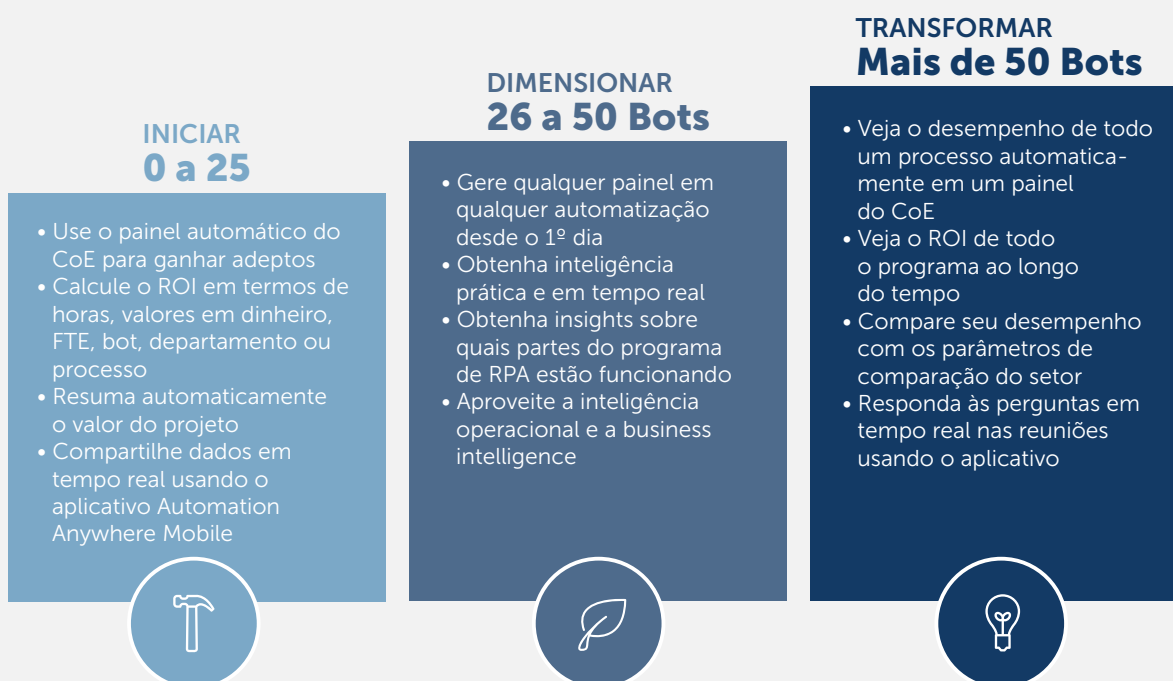 INICIAR
0 a 25
• Use o painel automático do
CoE para ganhar adeptos
• Calcule o ROI em termos de
horas, valores em dinheiro,
FTE, bot, departamento ou
processo
• Resuma automaticamente
o valor do projeto
• Compartilhe dados em
tempo real usando o
aplicativo Automation
Anywhere Mobile
DIMENSIONAR
26 a 50 Bots
• Gere qualquer painel em
qualquer automatização
desde o 1º dia
• Obtenha inteligência
prática e em tempo real
• Obtenha insights sobre
quais partes do programa
de RPA estão funcionando
• Aproveite a inteligência
operacional e a business
intelligence
TRANSFORMAR
Mais de 50 Bots
• Veja o desempenho de todo
um processo automatica-
mente em um painel
do CoE
• Veja o ROI de todo
o programa ao longo
do tempo
• Compare seu desempenho
com os parâmetros de
comparação do setor
• Responda às perguntas em
tempo real nas reuniões
usando o aplicativo